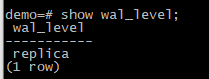 demo=# show wal_level;
wal_level
-----------
replica
(1 row)